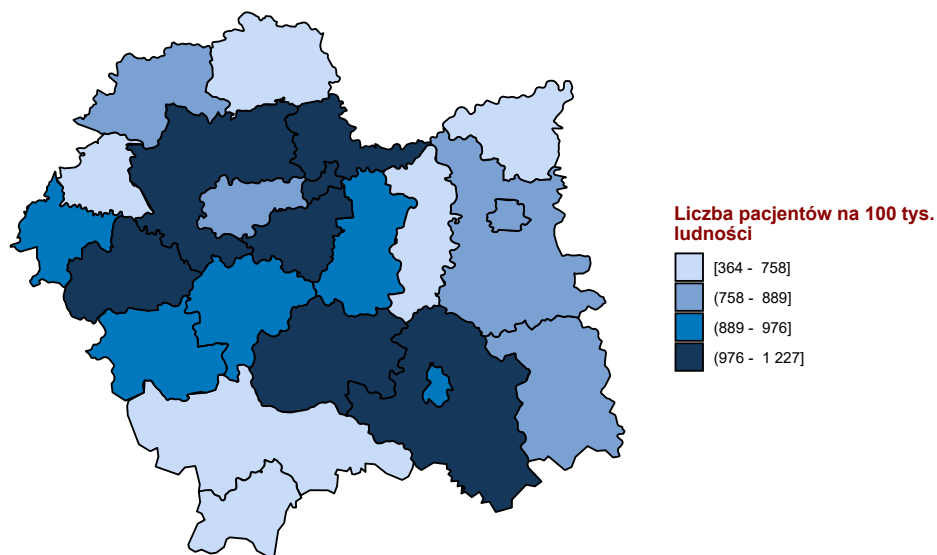 Liczba pacjentów na 100 tys.
ludności
[364 - 758]
(758 - 889]
(889 - 976]
(976 - 1 227]